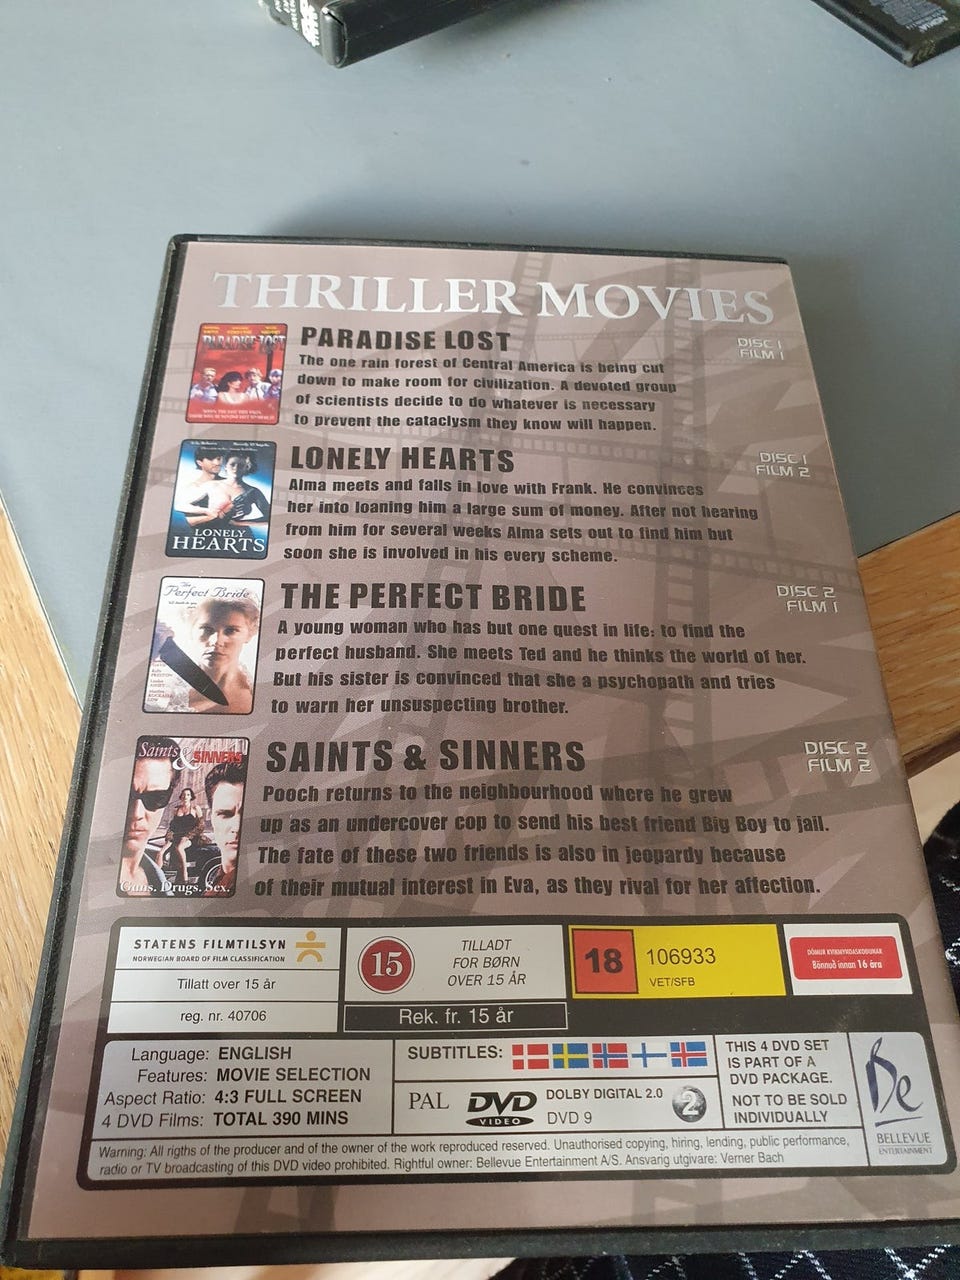 THRILLER MOVIES
PARADISE LOST
DISC 1
FILM 1
The one rain forest of Central America is being cut
down to make room for civilization. A devoted group
of scientists decide to do whatever is necessary
to prevent the cataclysm they know will happen.
PARADISE LOST
LONELY HEARTS
DISC 1
FILM 2
Alma meets and falls in love with Frank. He convinces
her into loaning him a large sum of money. After not hearing
from him for several weeks Alma sets out to find him but
soon she is involved in his every scheme.
LONELY
HEARTS
THE PERFECT BRIDE
DISC 2
FILM 1
A young woman who has but one quest in life: to find the
perfect husband. She meets Ted and he thinks the world of her.
But his sister is convinced that she a psychopath and tries
to warn her unsuspecting brother.
The
Perfect Bride
SAINTS & SINNERS
DISC 2
FILM 2
Pooch returns to the neighbourhood where he grew
up as an undercover cop to send his best friend Big Boy to jail.
The fate of these two friends is also in jeopardy because
of their mutual interest in Eva, as they rival for her affection.
Saints & SINNERS
Guns. Drugs. Sex.
STATENS FILMTILSYN
NORWEGIAN BOARD OF FILM CLASSIFICATION
Tillatt over 15 år
reg. nr. 40706
15
TILLADT
FOR BØRN
OVER 15 ÅR
Rek. fr. 15 år
18
106933
VET/SFB
Bönnuð innan 16 ára
Language: ENGLISH
Features: MOVIE SELECTION
Aspect Ratio: 4:3 FULL SCREEN
4 DVD Films: TOTAL 390 MINS
SUBTITLES:
PAL
DVD
VIDEO
DOLBY DIGITAL 2.0
DVD 9
2
THIS 4 DVD SET
IS PART OF A
DVD PACKAGE.
NOT TO BE SOLD
INDIVIDUALLY
Be
BELLEVUE
ENTERTAINMENT
Warning: All rigths of the producer and of the owner of the work reproduced reserved. Unauthorised copying, hiring, lending, public performance,
radio or TV broadcasting of this DVD video prohibited. Rightful owner: Bellevue Entertainment A/S. Ansvarig utgivare: Verner Bach